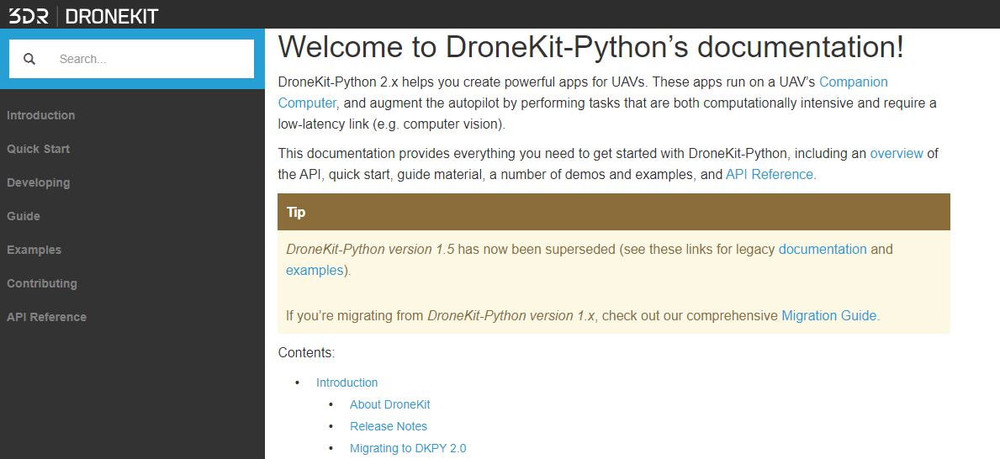 3DR | DRONEKIT
Search...
Introduction
Quick Start
Developing
Guide
Examples
Contributing
API Reference
Welcome to DroneKit-Python’s documentation!
DroneKit-Python 2.x helps you create powerful apps for UAVs. These apps run on a UAV’s Companion
Computer, and augment the autopilot by performing tasks that are both computationally intensive and require a
low-latency link (e.g. computer vision).
This documentation provides everything you need to get started with DroneKit-Python, including an overview of
the API, quick start, guide material, a number of demos and examples, and API Reference.
Tip
DroneKit-Python version 1.5 has now been superseded (see these links for legacy documentation and
examples).
If you’re migrating from DroneKit-Python version 1.x, check out our comprehensive Migration Guide.
Contents:
• Introduction
• About DroneKit
• Release Notes
• Migrating to DKPY 2.0